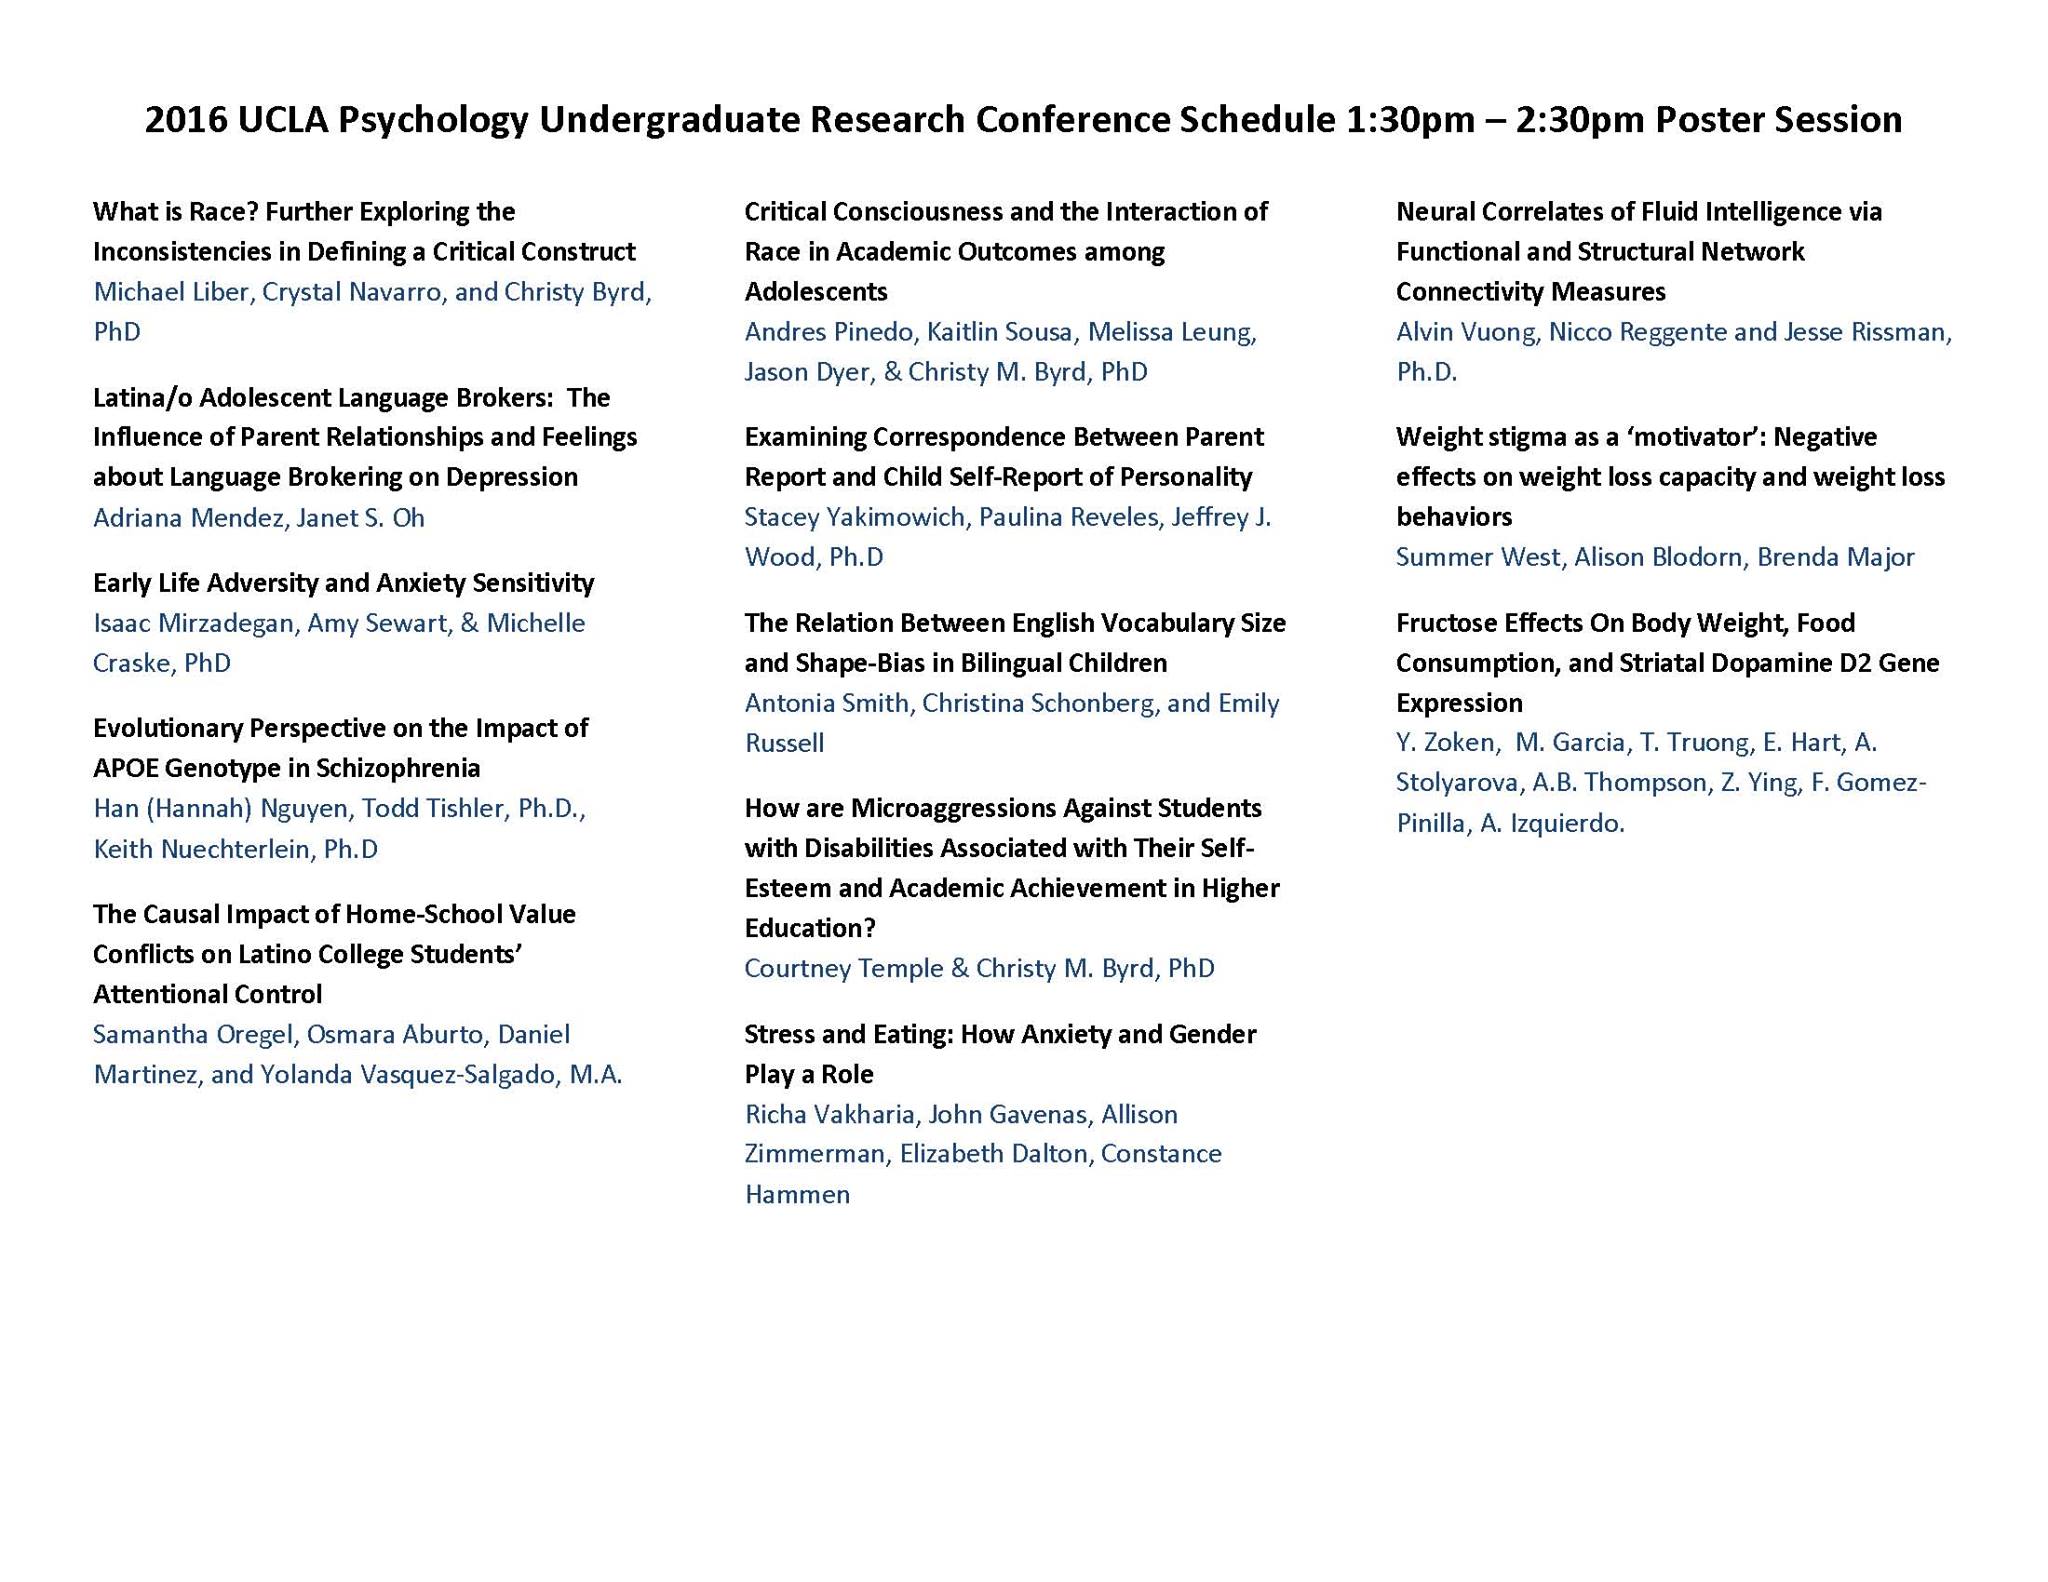 2016 UCLA Psychology Undergraduate Research Conference Schedule 1:30pm – 2:30pm Poster Session
What is Race? Further Exploring the
Inconsistencies in Defining a Critical Construct
Michael Liber, Crystal Navarro, and Christy Byrd,
PhD
Latina/o Adolescent Language Brokers:  The
Influence of Parent Relationships and Feelings
about Language Brokering on Depression
Adriana Mendez, Janet S. Oh
Early Life Adversity and Anxiety Sensitivity
Isaac Mirzadegan, Amy Sewart, & Michelle
Craske, PhD
Evolutionary Perspective on the Impact of
APOE Genotype in Schizophrenia
Han (Hannah) Nguyen, Todd Tishler, Ph.D.,
Keith Nuechterlein, Ph.D
The Causal Impact of Home-School Value
Conflicts on Latino College Students’
Attentional Control
Samantha Oregel, Osmara Aburto, Daniel
Martinez, and Yolanda Vasquez-Salgado, M.A.
Critical Consciousness and the Interaction of
Race in Academic Outcomes among
Adolescents
Andres Pinedo, Kaitlin Sousa, Melissa Leung,
Jason Dyer, & Christy M. Byrd, PhD
Examining Correspondence Between Parent
Report and Child Self-Report of Personality
Stacey Yakimowich, Paulina Reveles, Jeffrey J.
Wood, Ph.D
The Relation Between English Vocabulary Size
and Shape-Bias in Bilingual Children
Antonia Smith, Christina Schonberg, and Emily
Russell
How are Microaggressions Against Students
with Disabilities Associated with Their Self-
Esteem and Academic Achievement in Higher
Education?
Courtney Temple & Christy M. Byrd, PhD
Stress and Eating: How Anxiety and Gender
Play a Role
Richa Vakharia, John Gavenas, Allison
Zimmerman, Elizabeth Dalton, Constance
Hammen
Neural Correlates of Fluid Intelligence via
Functional and Structural Network
Connectivity Measures
Alvin Vuong, Nicco Reggente and Jesse Rissman,
Ph.D.
Weight stigma as a ‘motivator’: Negative
effects on weight loss capacity and weight loss
behaviors
Summer West, Alison Blodorn, Brenda Major
Fructose Effects On Body Weight, Food
Consumption, and Striatal Dopamine D2 Gene
Expression
Y. Zoken,  M. Garcia, T. Truong, E. Hart, A.
Stolyarova, A.B. Thompson, Z. Ying, F. Gomez-
Pinilla, A. Izquierdo.